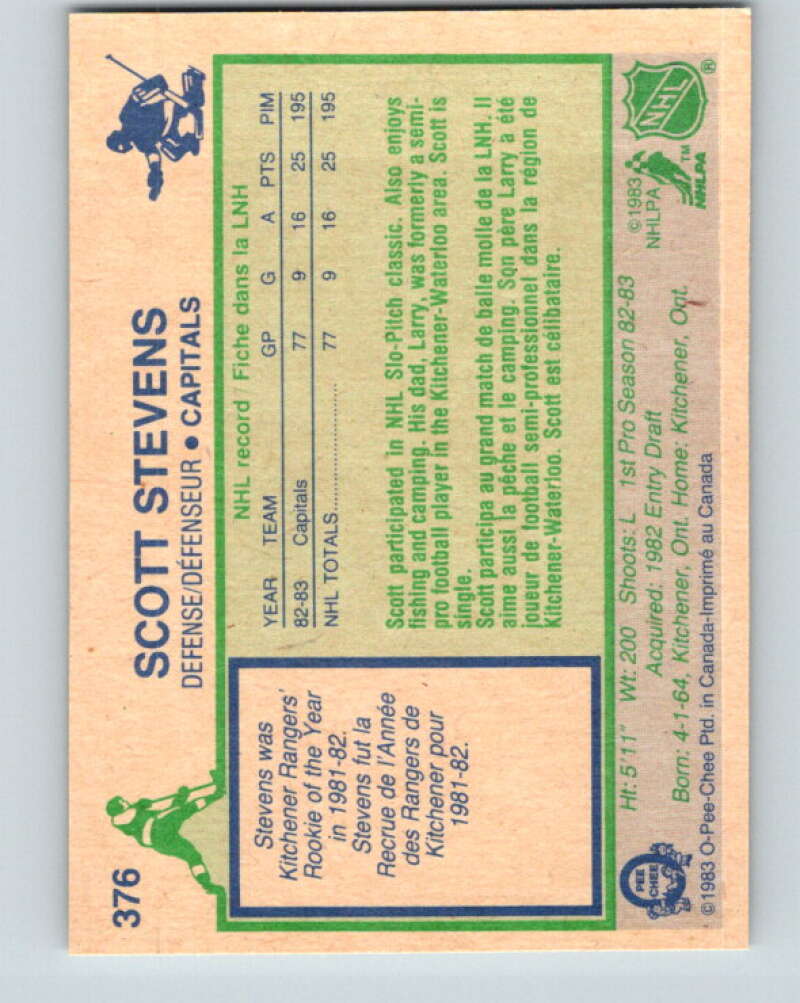 376
SCOTT STEVENS
DEFENSE/DÉFENSEUR • CAPITALS
Stevens was
Kitchener Rangers'
Rookie of the Year
in 1981-82.
Stevens fut la
Recrue de l'Année
des Rangers de
Kitchener pour
1981-82.
NHL record Fiche dans la LNH
YEAR TEAM GP G A PTS PIM
82-83 Capitals 77 9 16 25 195
NHL TOTALS........................ 77 9 16 25 195
Scott participated in NHL Slo-Pitch classic. Also enjoys
fishing and camping. His dad, Larry, was formerly a semi-
pro football player in the Kitchener-Waterloo area. Scott is
single.
Scott participa au grand match de balle molle de la LNH. Il
aime aussi la pêche et le camping. Son père Larry a été
joueur de football semi-professionnel dans la région de
Kitchener-Waterloo. Scott est célibataire.
Ht: 5'11" Wt: 200 Shoots: L 1st Pro Season 82-83
Acquired: 1982 Entry Draft
Born: 4-1-64, Kitchener, Ont. Home: Kitchener, Ont.
©1983 O-Pee-Chee Ptd. in Canada-Imprimé au Canada
O PEE CHEE
©1983
NHLPA
NHLPA
TM
NHL
®